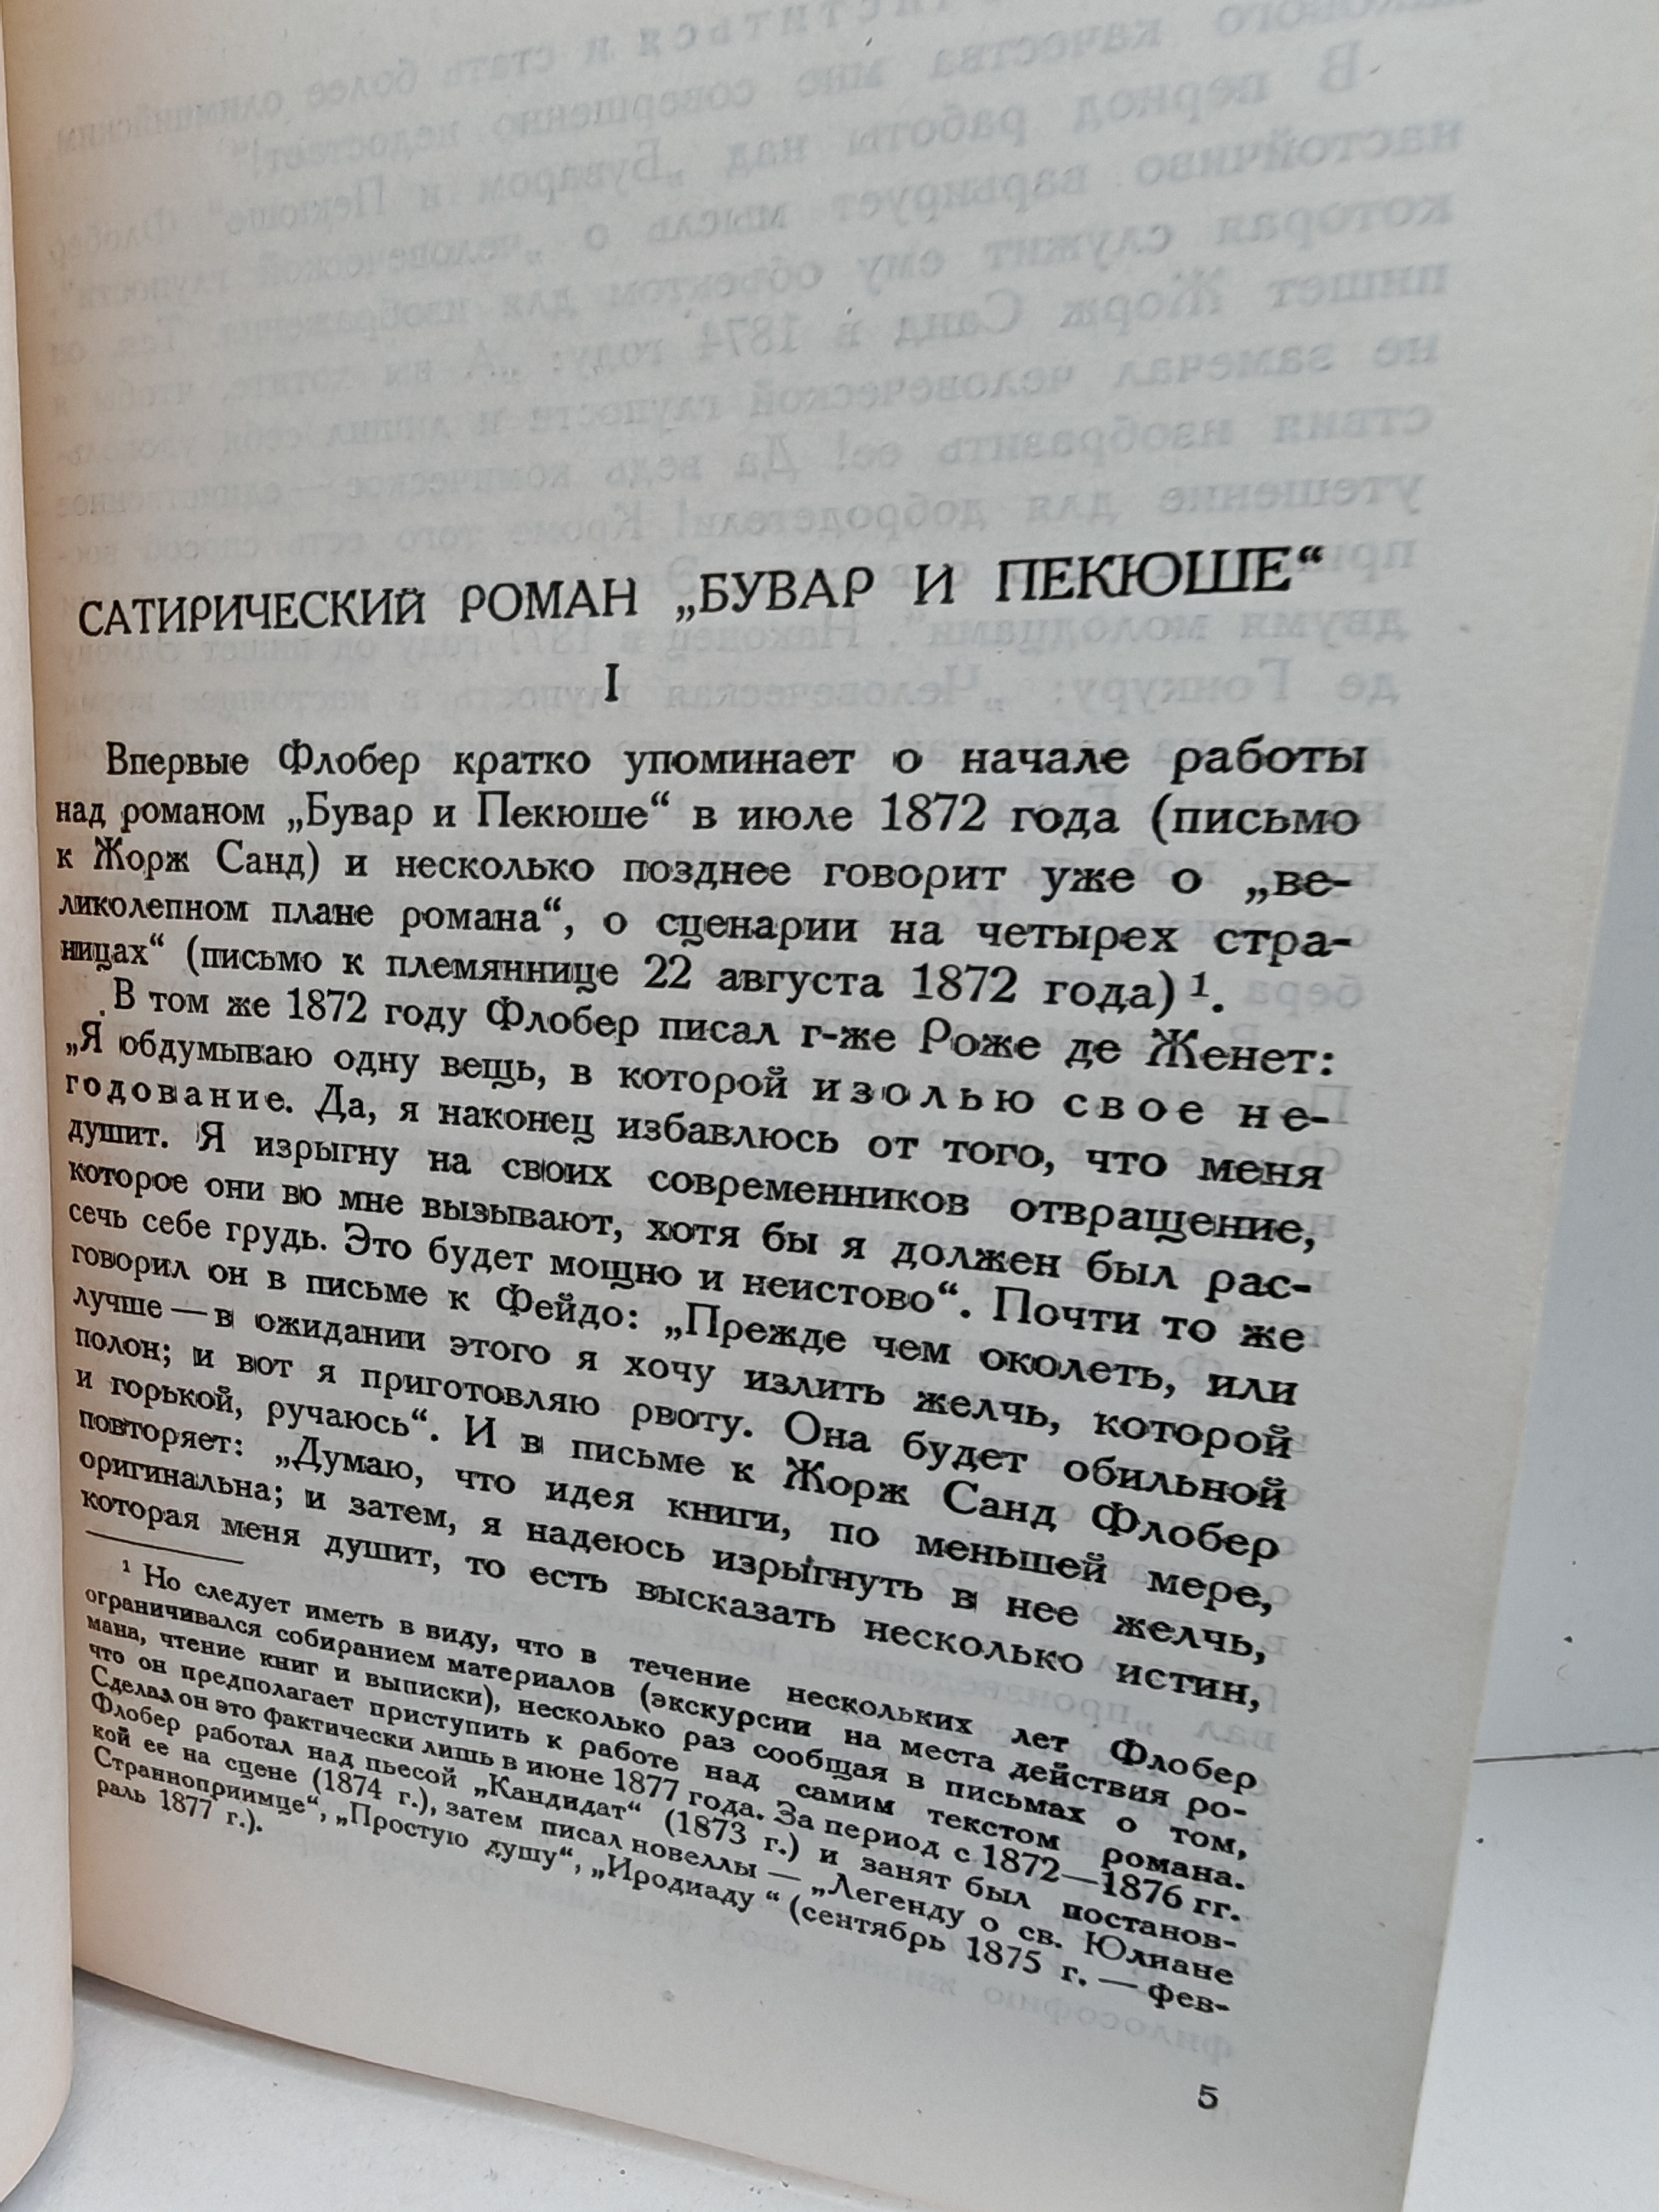 САТИРИЧЕСКИЙ РОМАН „БУВАР И ПЕКЮШЕ“
I
Впервые Флобер кратко упоминает о начале работы
над романом „Бувар и Пекюше“ в июле 1872 года (письмо
к Жорж Санд) и несколько позднее говорит уже о „ве-
ликолепном плане романа“, о сценарии на четырех стра-
ницах“ (письмо к племяннице 22 августа 1872 года) ¹.
В том же 1872 году Флобер писал г-же Роже де Женет:
„Я обдумываю одну вещь, в которой изолью свое не-
годование. Да, я наконец избавлюсь от того, что меня
душит. Я изрыгну на своих современников отвращение,
которое они во мне вызывают, хотя бы я должен был рас-
сечь себе грудь. Это будет мощно и неистово“. Почти то же
говорил он в письме к Фейдо: „Прежде чем околеть, или
лучше — в ожидании этого я хочу излить желчь, которой
полон; и вот я приготовляю рвоту. Она будет обильной
и горькой, ручаюсь“. И в письме к Жорж Санд Флобер
повторяет: „Думаю, что идея книги, по меньшей мере,
оригинальна; и затем, я надеюсь изрыгнуть в нее желчь,
которая меня душит, то есть высказать несколько истин,
¹ Но следует иметь в виду, что в течение нескольких лет Флобер
ограничивался собиранием материалов (экскурсии на места действия ро-
мана, чтение книг и выписки), несколько раз сообщая в письмах о том,
что он предполагает приступить к работе над самим текстом романа.
Сделал он это фактически лишь в июне 1877 года. За период с 1872—1876 гг.
Флобер работал над пьесой „Кандидат“ (1873 г.) и занят был постанов-
кой ее на сцене (1874 г.), затем писал новеллы — „Легенду о св. Юлиане
Странноприимце“, „Простую душу“, „Иродиаду“ (сентябрь 1875 г. — фев-
раль 1877 г.).
5